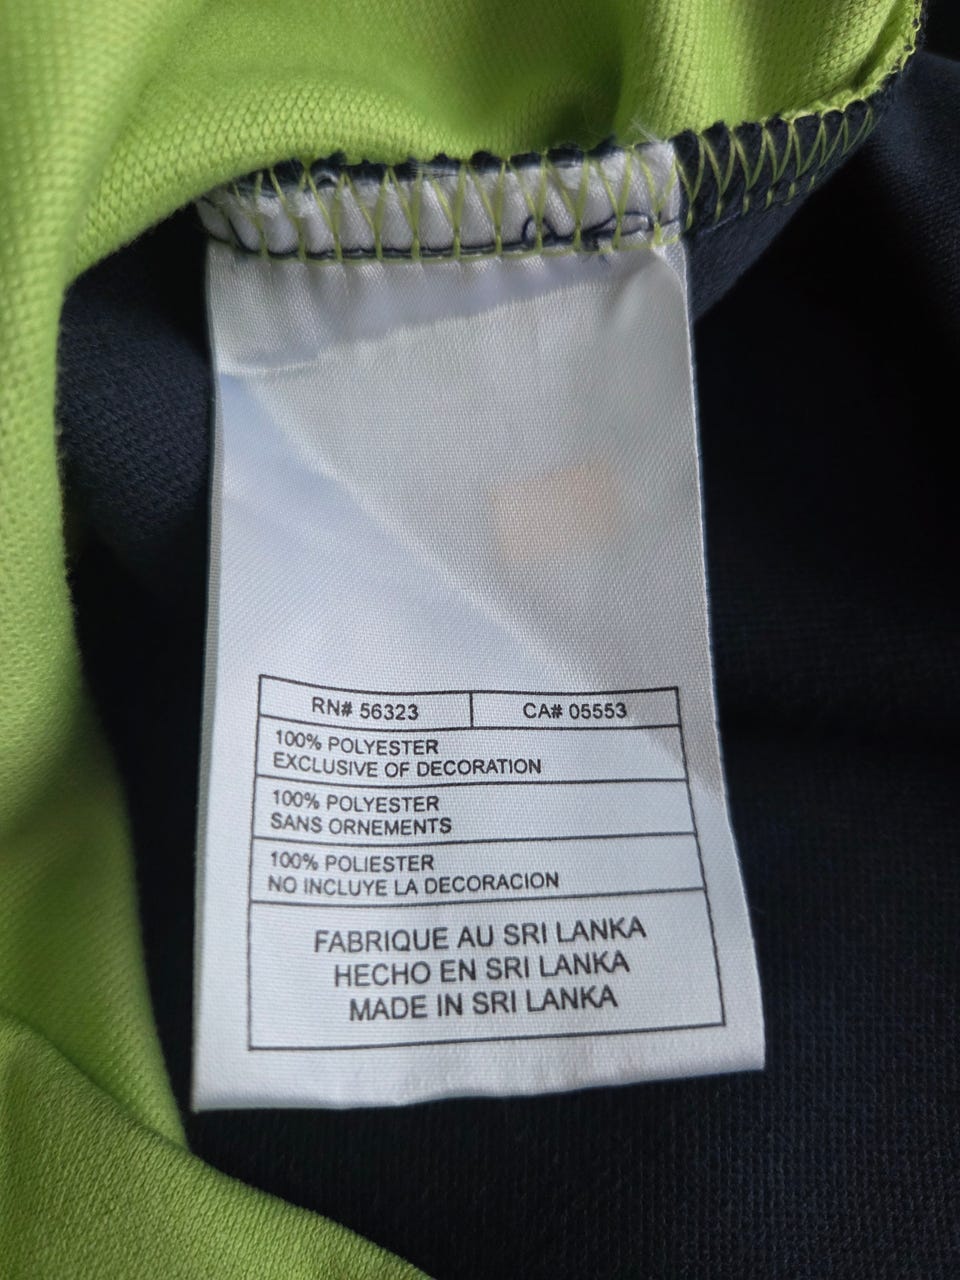 RN# 56323 CA# 05553
100% POLYESTER
EXCLUSIVE OF DECORATION
100% POLYESTER
SANS ORNEMENTS
100% POLIESTER
NO INCLUYE LA DECORACION
FABRIQUE AU SRI LANKA
HECHO EN SRI LANKA
MADE IN SRI LANKA